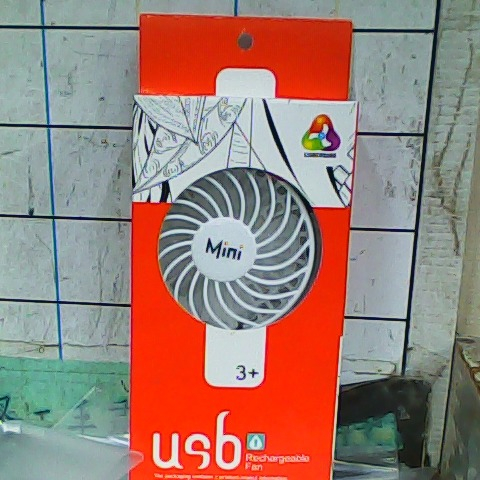 Mini
3+
usb
Rechargeable
Fan